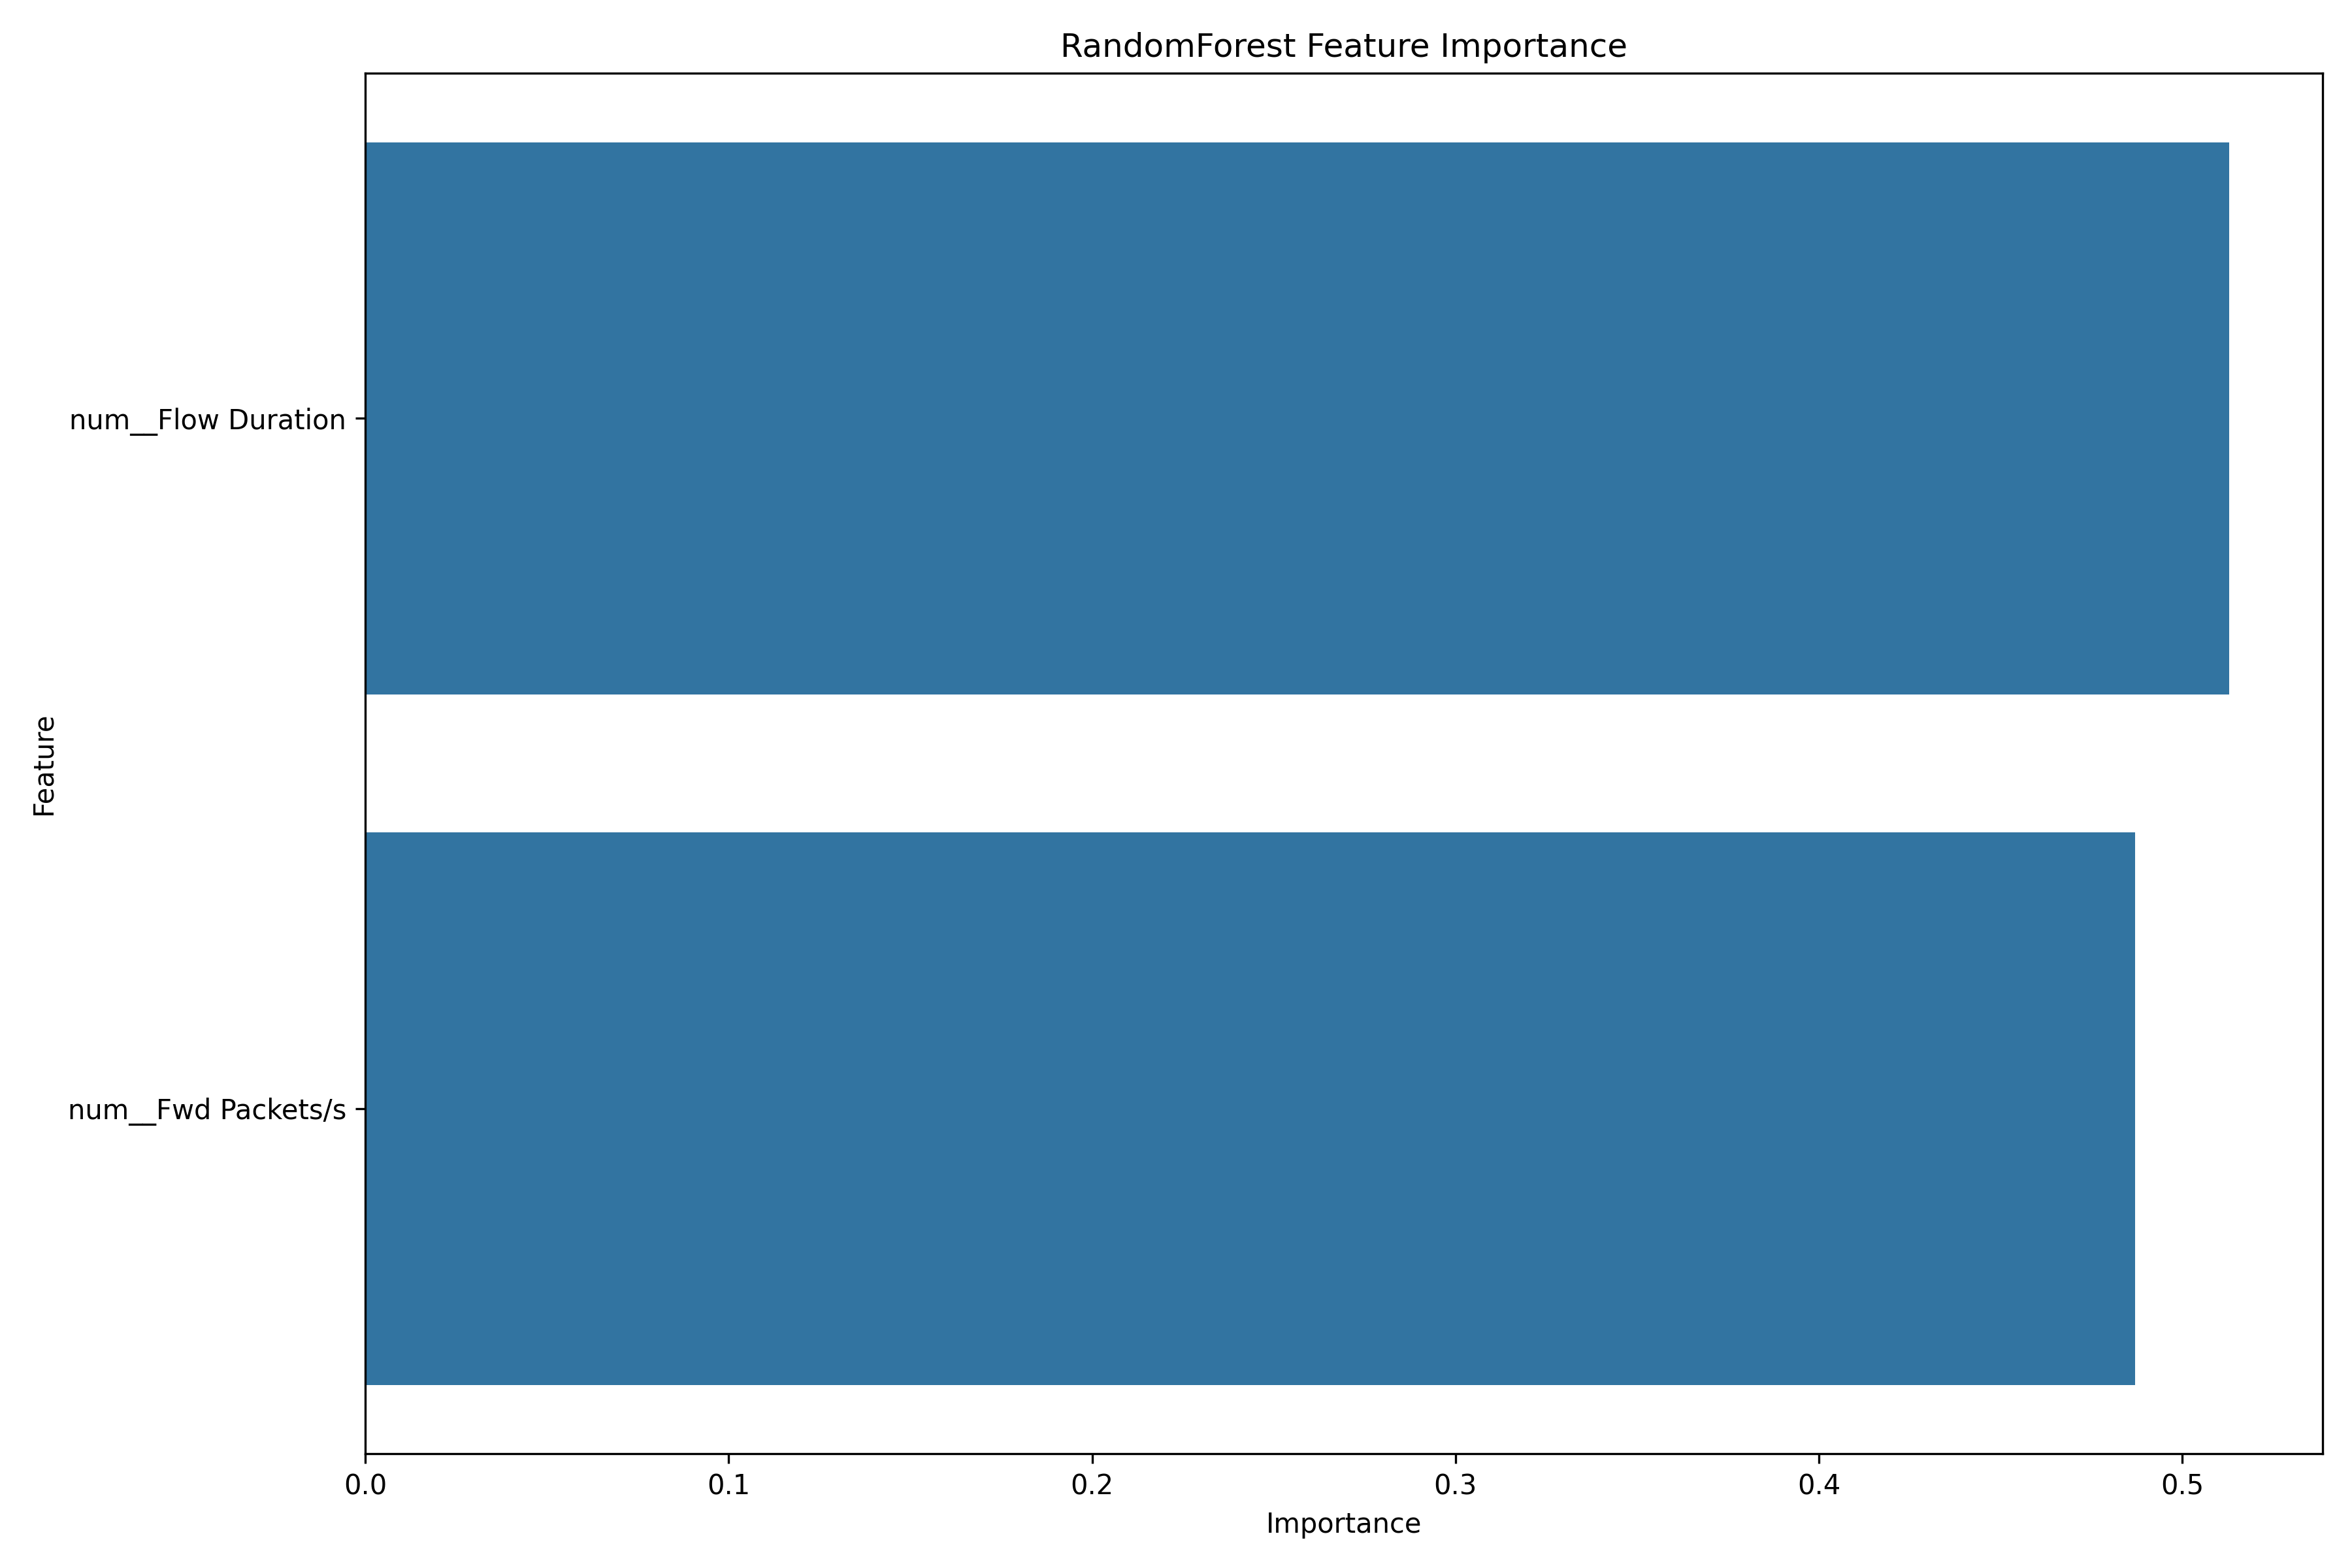 RandomForest Feature Importance
num__Flow Duration
num__Fwd Packets/s
Feature
0.0 0.1 0.2 0.3 0.4 0.5
Importance